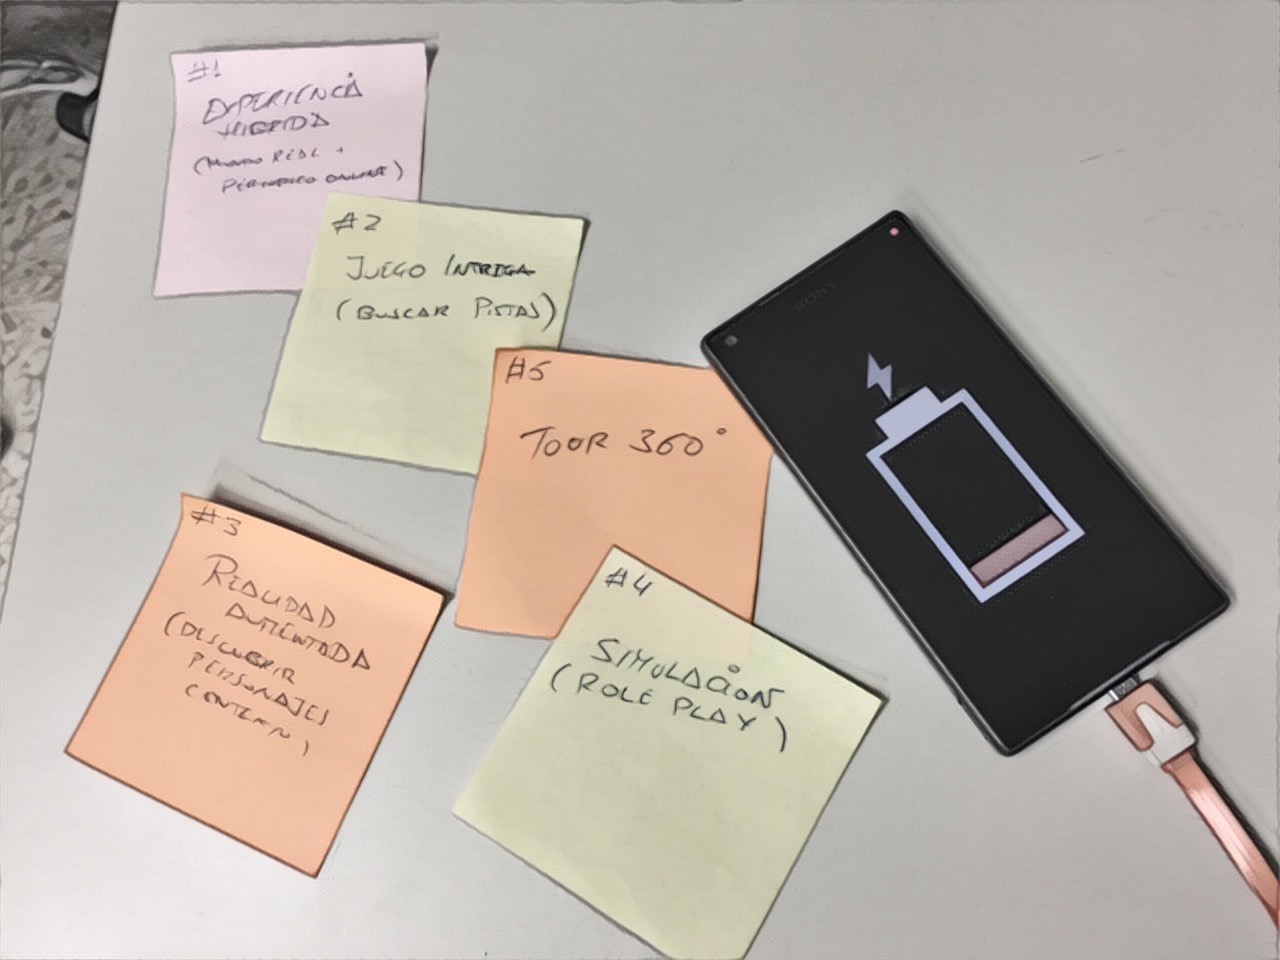 #1
EXPERIENCIA
HIBRIDA
(MUNDO REAL +
PERIODICO ONLINE)
#2
JUEGO INTRIGA
(BUSCAR PISTAS)
#5
TOUR 360°
#3
REALIDAD
AUMENTADA
(DESCUBRIR
PERSONAJES
#4
SIMULACIÓN
(ROLE PLAY)
SONY